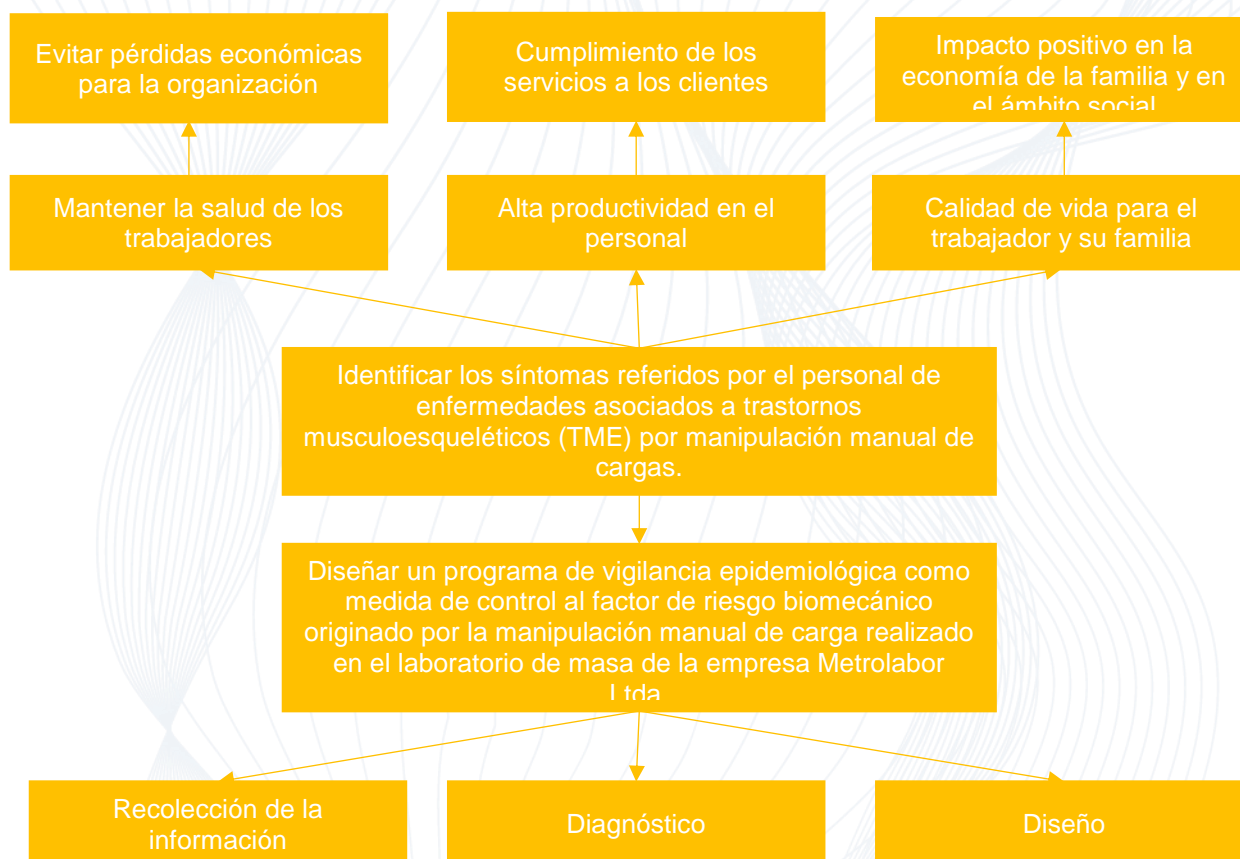 Evitar pérdidas económicas
para la organización
Cumplimiento de los
servicios a los clientes
Impacto positivo en la
economía de la familia y en
el ámbito social
Mantener la salud de los
trabajadores
Alta productividad en el
personal
Calidad de vida para el
trabajador y su familia
Identificar los síntomas referidos por el personal de
enfermedades asociados a trastornos
musculoesqueléticos (TME) por manipulación manual de
cargas.
Diseñar un programa de vigilancia epidemiológica como
medida de control al factor de riesgo biomecánico
originado por la manipulación manual de carga realizado
en el laboratorio de masa de la empresa Metrolabor
Ltda
Recolección de la
información
Diagnóstico
Diseño